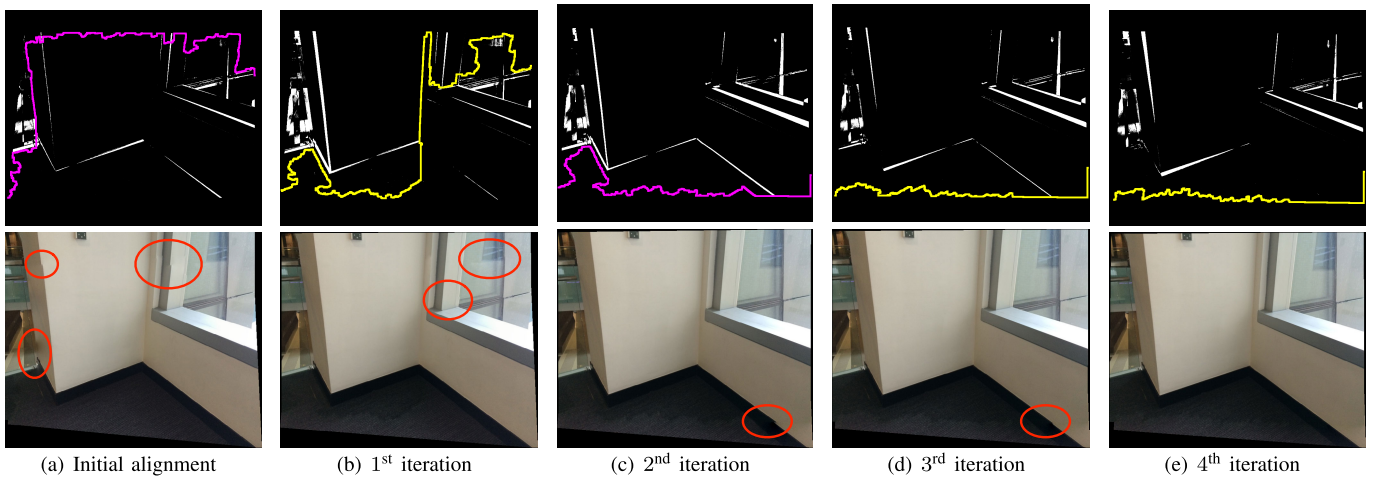 (a) Initial alignment
(b) 1st iteration
(c) 2nd iteration
(d) 3rd iteration
(e) 4th iteration